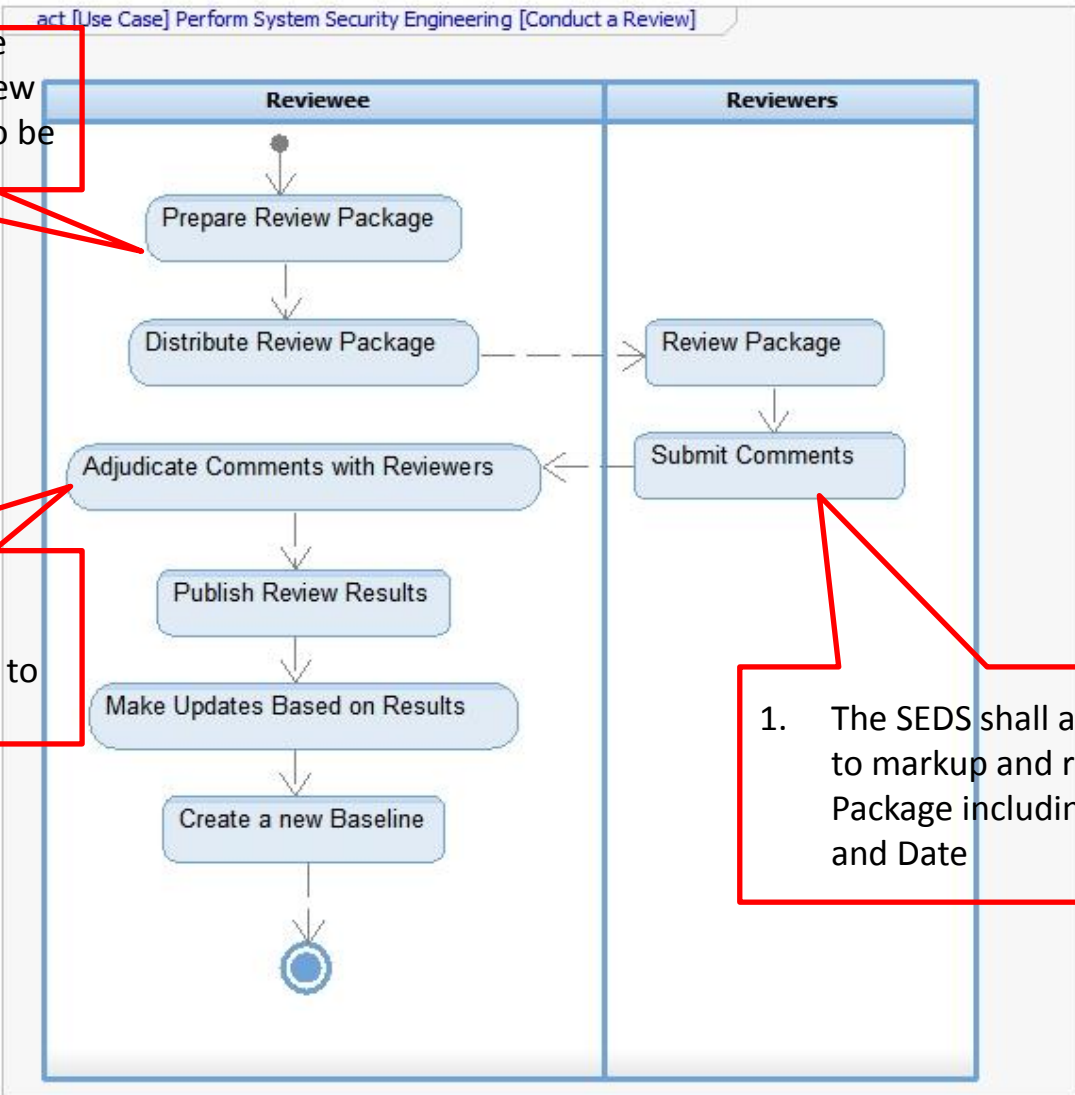 act [Use Case] Perform System Security Engineering [Conduct a Review]
ew
o be
Reviewee
Reviewers
Prepare Review Package
Distribute Review Package
Review Package
Submit Comments
Adjudicate Comments with Reviewers
Publish Review Results
to
Make Updates Based on Results
Create a new Baseline
1. The SEDS shall a
to markup and r
Package includin
and Date